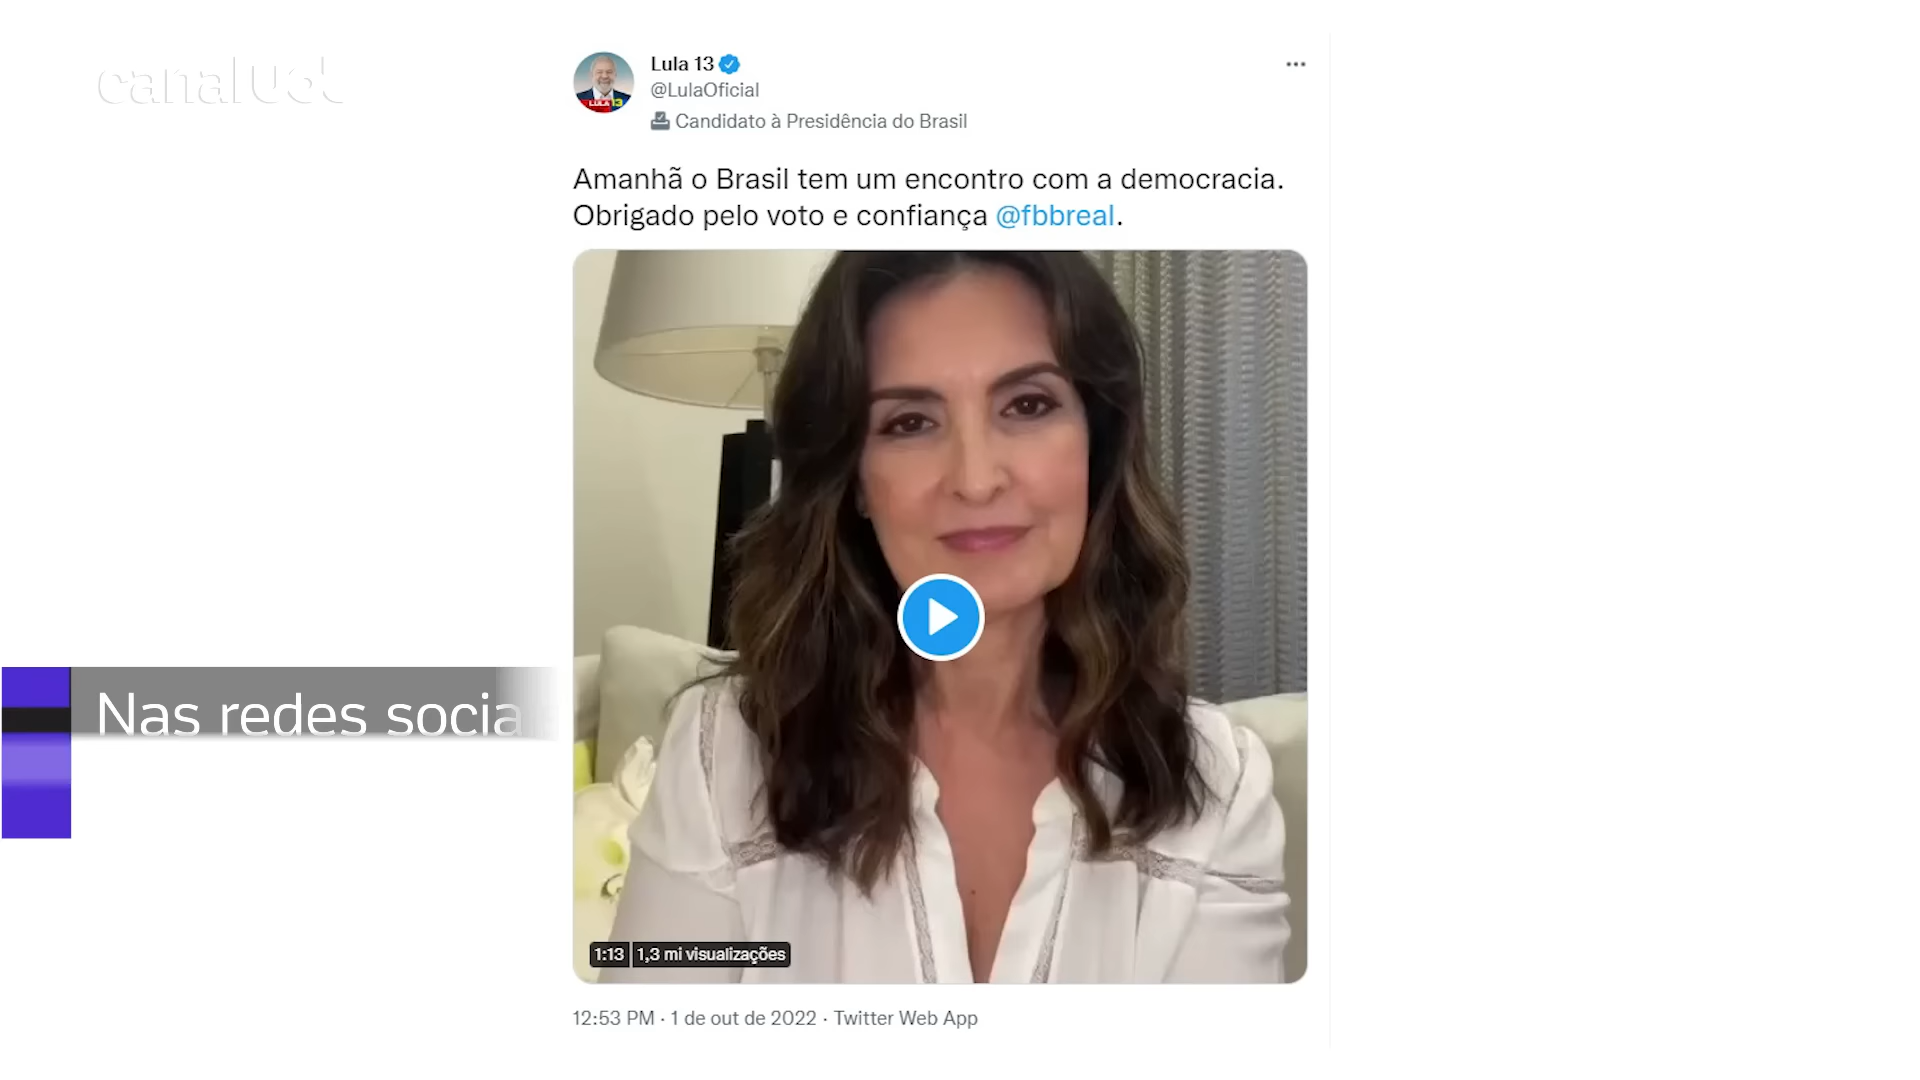 canal UOL
Lula 13
@LulaOficial
Candidato à Presidência do Brasil
Amanhã o Brasil tem um encontro com a democracia.
Obrigado pelo voto e confiança @fbbreal.
Nas redes socia
1:13 1,3 mi visualizações
12:53 PM · 1 de out de 2022 · Twitter Web App